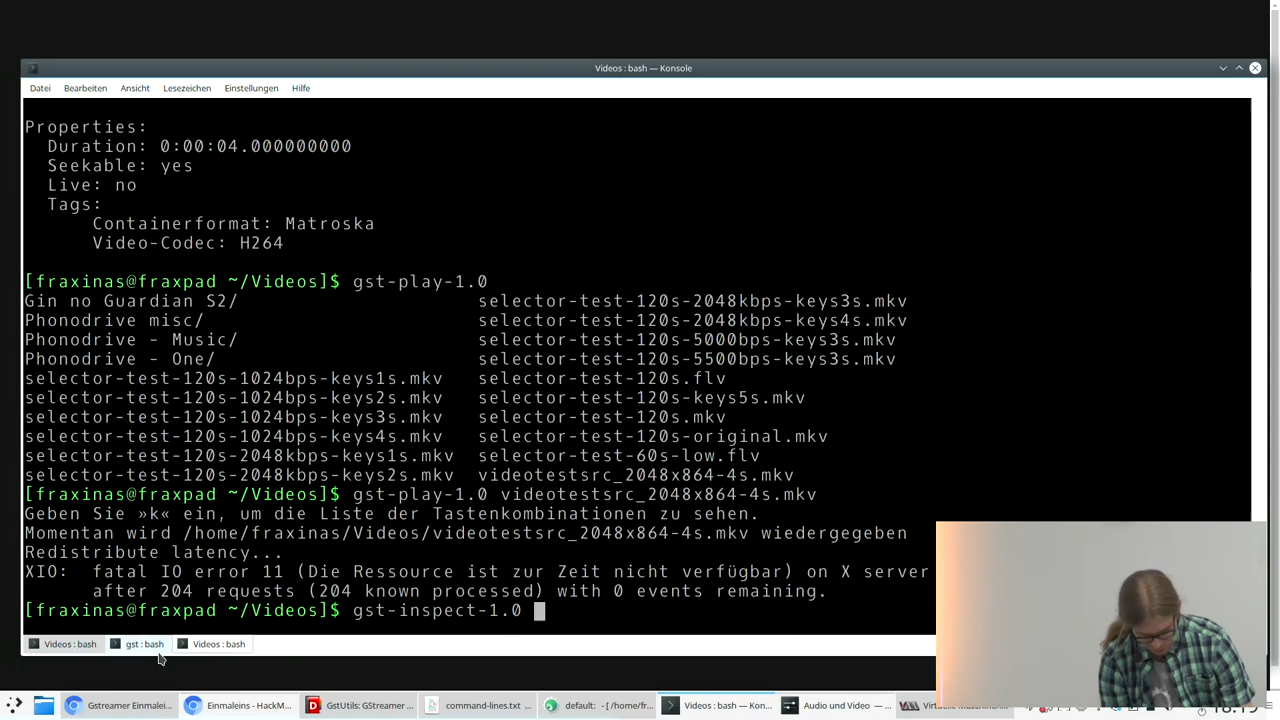 Videos : bash — Konsole
Datei Bearbeiten Ansicht Lesezeichen Einstellungen Hilfe
Properties:
Duration: 0:00:04.000000000
Seekable: yes
Live: no
Tags:
Containerformat: Matroska
Video-Codec: H264
[fraxinas@fraxpad ~/Videos]$ gst-play-1.0
Gin no Guardian S2/ selector-test-120s-2048kbps-keys3s.mkv
Phonodrive misc/ selector-test-120s-2048kbps-keys4s.mkv
Phonodrive - Music/ selector-test-120s-5000bps-keys3s.mkv
Phonodrive - One/ selector-test-120s-5500bps-keys3s.mkv
selector-test-120s-1024bps-keys1s.mkv selector-test-120s.flv
selector-test-120s-1024bps-keys2s.mkv selector-test-120s-keys5s.mkv
selector-test-120s-1024bps-keys3s.mkv selector-test-120s.mkv
selector-test-120s-1024bps-keys4s.mkv selector-test-120s-original.mkv
selector-test-120s-2048kbps-keys1s.mkv selector-test-60s-low.flv
selector-test-120s-2048kbps-keys2s.mkv videotestsrc_2048x864-4s.mkv
[fraxinas@fraxpad ~/Videos]$ gst-play-1.0 videotestsrc_2048x864-4s.mkv
Geben Sie »k« ein, um die Liste der Tastenkombinationen zu sehen.
Momentan wird /home/fraxinas/Videos/videotestsrc_2048x864-4s.mkv wiedergegeben
Redistribute latency...
XIO: fatal IO error 11 (Die Ressource ist zur Zeit nicht verfügbar) on X server
after 204 requests (204 known processed) with 0 events remaining.
[fraxinas@fraxpad ~/Videos]$ gst-inspect-1.0
Videos : bash gst : bash Videos : bash
Gstreamer Einmalei... Einmaleins - HackM... GstUtils: GStreamer ... command-lines.txt ... default: - [ /home/fr... Videos : bash — Kon... Audio und Video — ...